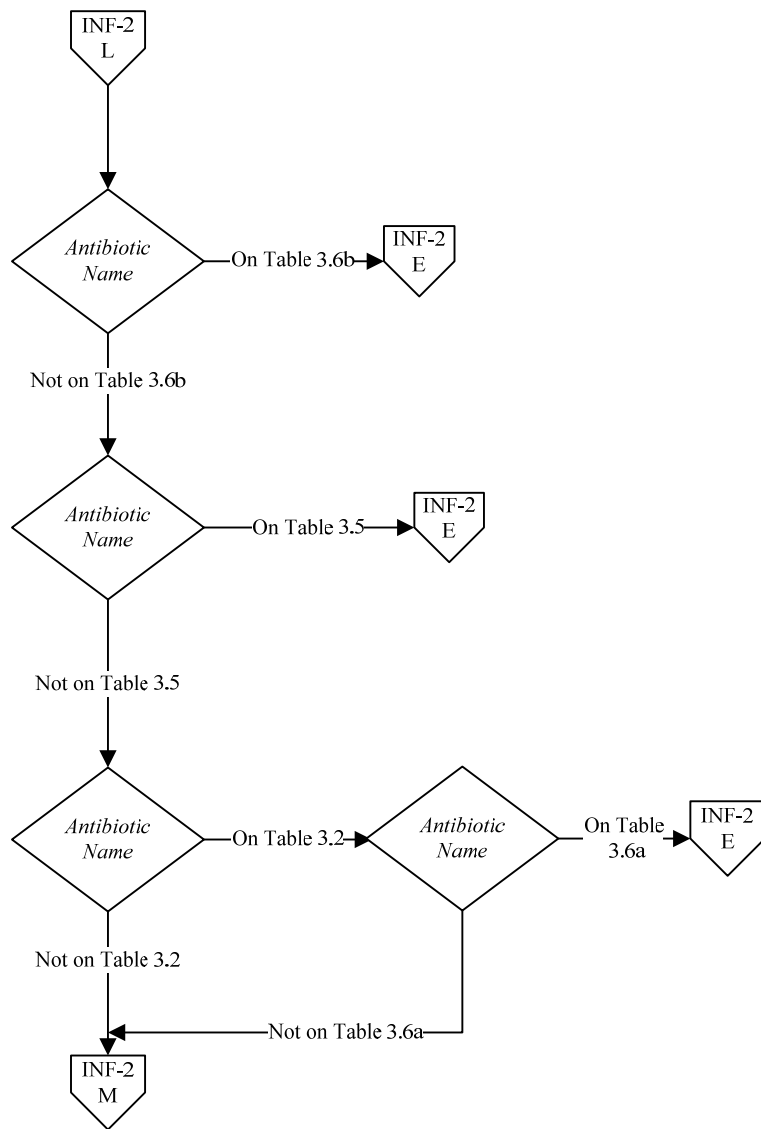 INF-2
L
Antibiotic
Name
On Table 3.6b
INF-2
E
Not on Table 3.6b
Antibiotic
Name
On Table 3.5
INF-2
E
Not on Table 3.5
Antibiotic
Name
On Table 3.2
Antibiotic
Name
On Table
3.6a
INF-2
E
Not on Table 3.2
Not on Table 3.6a
INF-2
M